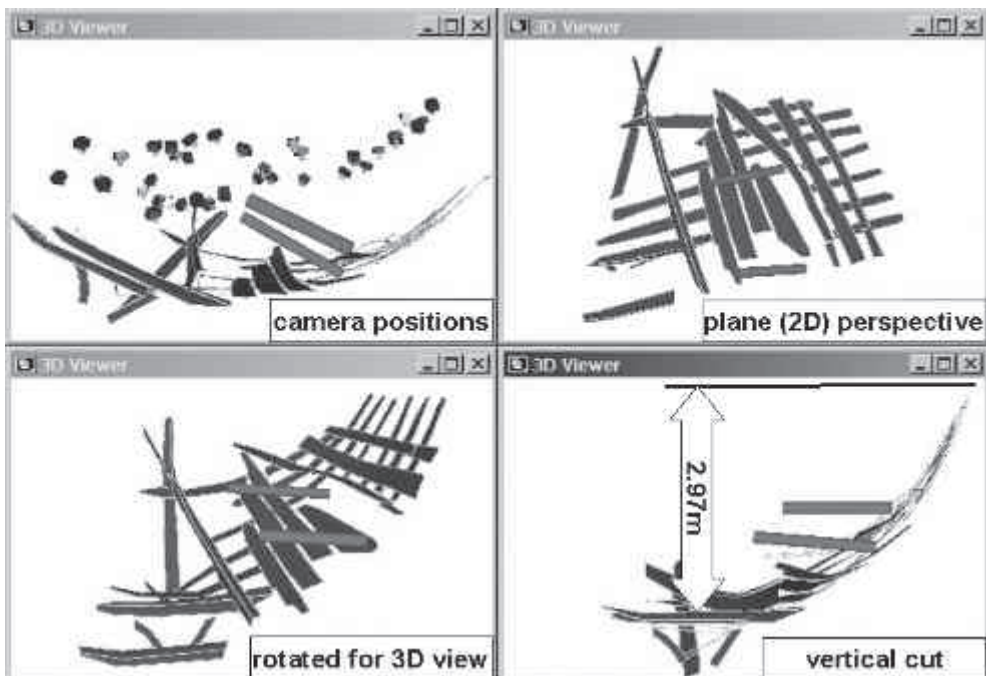 3D Viewer
3D Viewer
camera positions
plane (2D) perspective
3D Viewer
3D Viewer
2.97m
rotated for 3D view
vertical cut